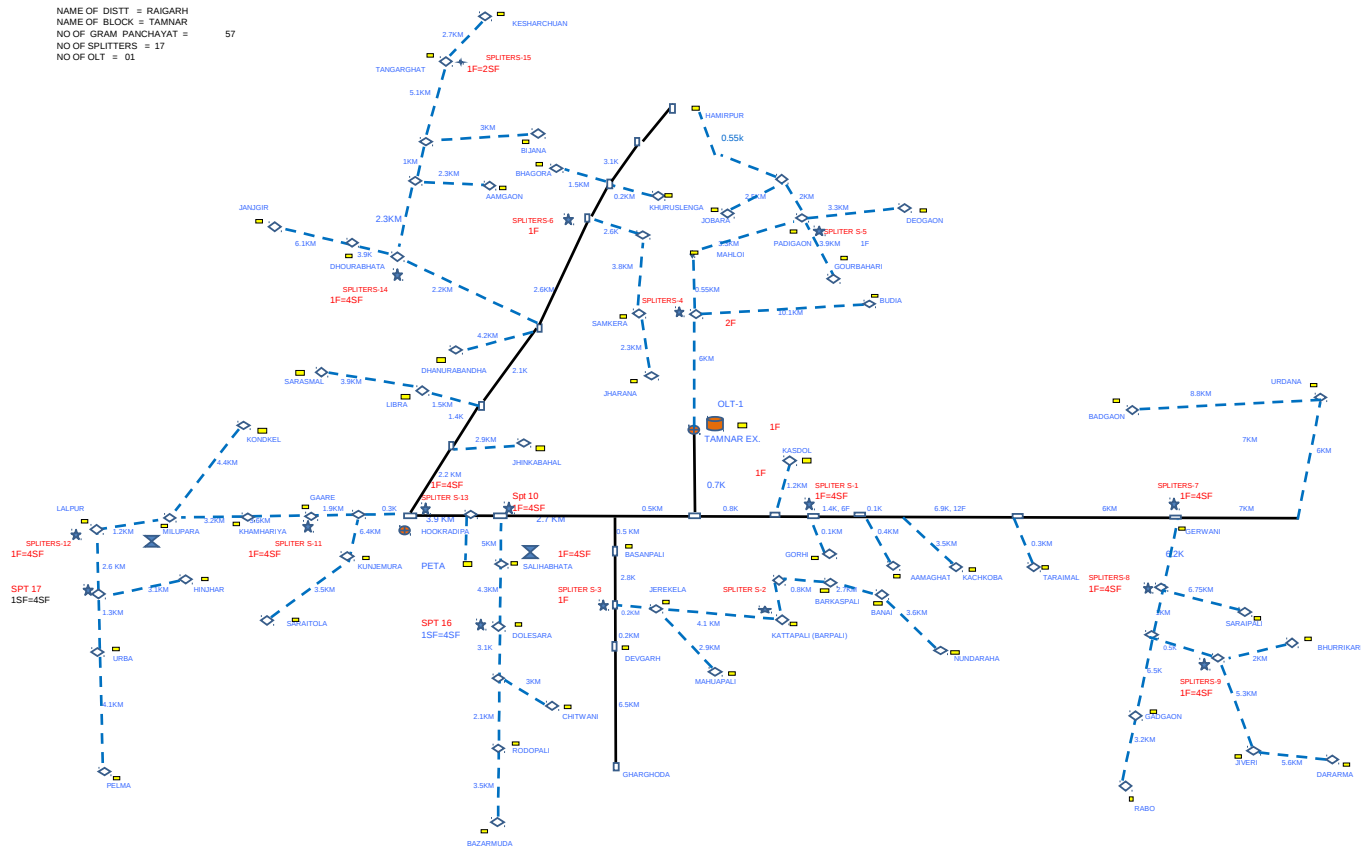 NAME OF DISTT = RAIGARH
NAME OF BLOCK = TAMNAR
NO OF GRAM PANCHAYAT = 57
NO OF SPLITTERS = 17
NO OF OLT = 01
KESHARCHUAN
2.7KM
SPLITERS-15
TANGARGHAT
1F=2SF
5.1KM
HAMIRPUR
3KM
0.55k
BIJANA
1KM
3.1K
BHAGORA
2.3KM
1.5KM
AAMGAON
0.2KM
KHURUSLENGA
2KM
JANJGIR
2.3KM
SPLITERS-6
1F
JOBARA
3.3KM
DEOGAON
2.6K
PADIGAON
SPLITER S-5
6.1KM
3.9K
3.9KM
1F
MAHLOI
DHOURABHATA
3.8KM
GOURBAHARI
SPLITERS-14
1F=4SF
2.2KM
2.6KM
0.55KM
SPLITERS-4
BUDIA
10.1KM
SAMKERA
2F
4.2KM
2.3KM
6KM
DHANURABANDHA
2.1K
SARASMAL
3.9KM
JHARANA
URDANA
LIBRA
1.5KM
OLT-1
8.8KM
BADGAON
1.4K
1F
KONDKEL
TAMNAR EX.
7KM
2.9KM
KASDOL
6KM
4.4KM
JHINKABAHAL
2.2 KM
1F
1F=4SF
0.7K
1.2KM
SPLITER S-1
SPLITERS-7
GAARE
SPLITER S-13
Spt 10
1F=4SF
1F=4SF
1F=4SF
LALPUR
1.9KM
0.3K
0.5KM
0.8K
1.4K, 6F
0.1K
6.9K, 12F
6KM
7KM
3.2KM
3.9 KM
2.7 KM
1.2KM
MILUPARA
KHAMHARIYA
6.4KM
HOOKRADIPA
0.5 KM
0.1KM
0.4KM
GERWANI
SPLITERS-12
1F=4SF
1F=4SF
SPLITER S-11
5KM
1F=4SF
BASANPALI
GORHI
3.5KM
0.3KM
2.6 KM
KUNJEMURA
PETA
SALIHABHATA
AAMAGHAT
KACHKOBA
TARAIMAL
SPLITERS-8
1F=4SF
SPT 17
1SF=4SF
3.1KM
HINJHAR
3.5KM
4.3KM
2.8K
SPLITER S-3
1F
JEREKELA
SPLITER S-2
0.8KM
2.7KM
BARKASPALI
6.75KM
1.3KM
SARAITOLA
SPT 16
1SF=4SF
0.2KM
4.1 KM
BANAI
3.6KM
SARAIPALI
DOLESARA
0.2KM
KATTAPALI (BARPALI)
3.1K
2.9KM
0.5K
BHURRIKARI
URBA
DEVGARH
NUNDARAHA
2KM
6.5K
3KM
MAHUAPALI
SPLITERS-9
1F=4SF
4.1KM
6.5KM
5.3KM
2.1KM
CHITWANI
GADGAON
3.2KM
RODOPALI
JIVERI
5.6KM
DARARMA
PELMA
3.5KM
GHARGHODA
RABO
BAZARMUDA